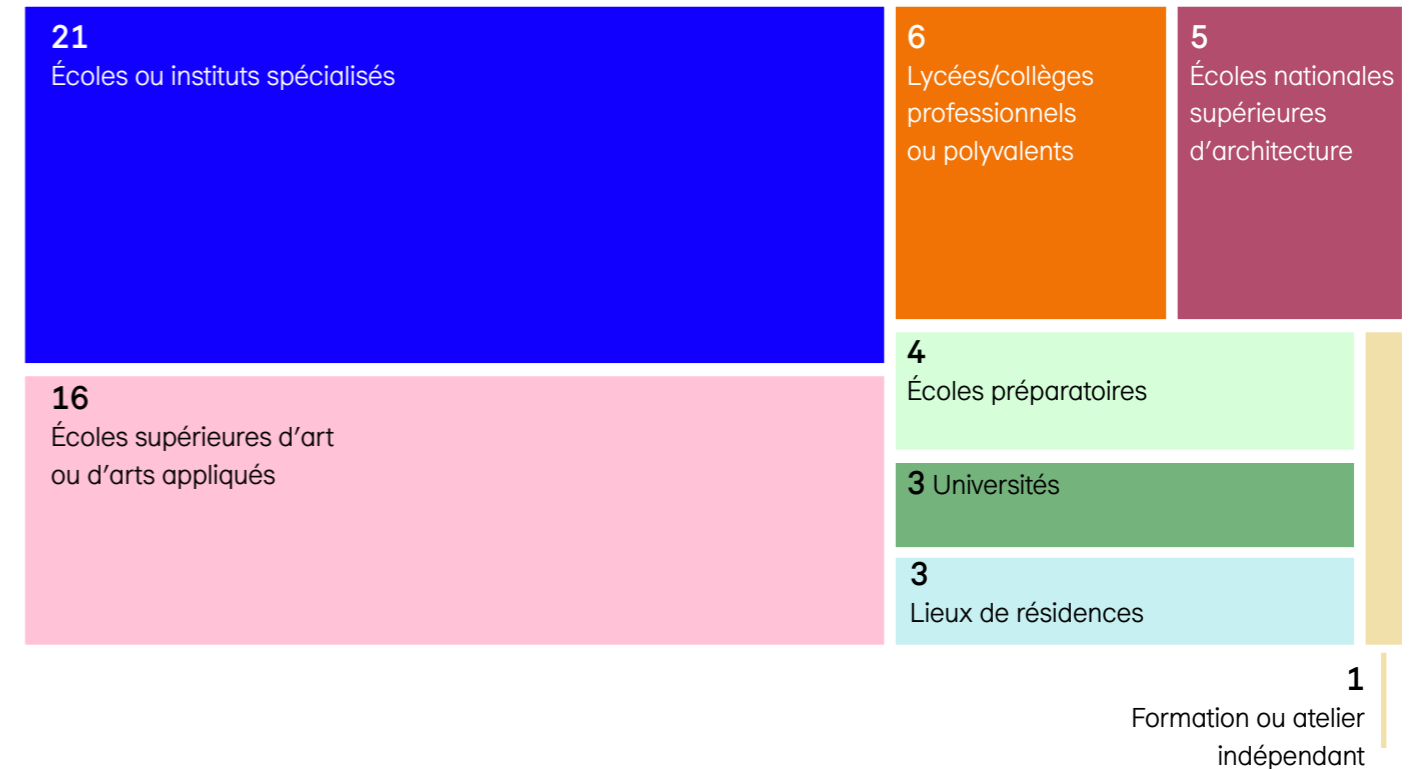 21
Écoles ou instituts spécialisés
6
Lycées/collèges
professionnels
ou polyvalents
5
Écoles nationales
supérieures
d’architecture
16
Écoles supérieures d’art
ou d’arts appliqués
4
Écoles préparatoires
3 Universités
3
Lieux de résidences
1
Formation ou atelier
indépendant